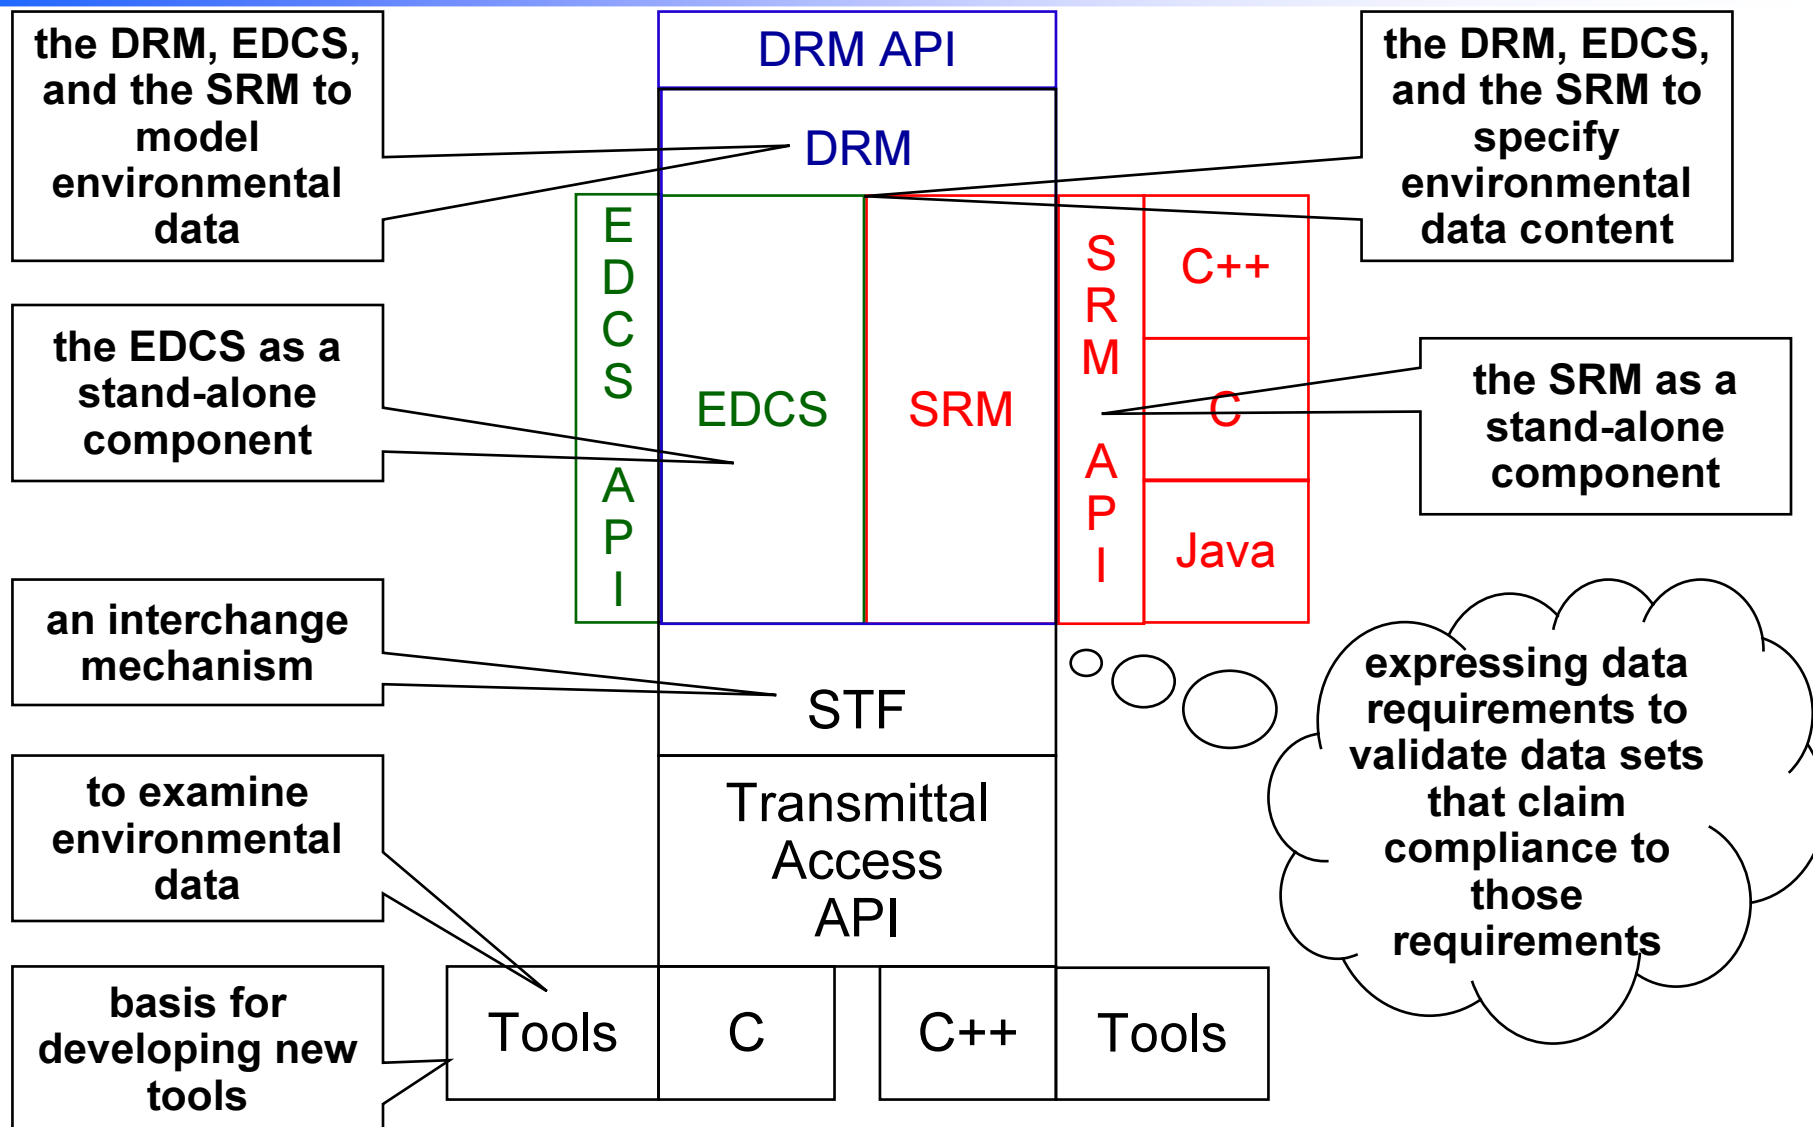 the DRM, EDCS,
and the SRM to
model
environmental
data
DRM API
DRM
the DRM, EDCS,
and the SRM to
specify
environmental
data content
the EDCS as a
stand-alone
component
E
D
C
S
A
P
I
EDCS
SRM
S
R
M
A
P
I
C++
C
Java
the SRM as a
stand-alone
component
an interchange
mechanism
STF
expressing data
requirements to
validate data sets
that claim
compliance to
those
requirements
to examine
environmental
data
Transmittal
Access
API
basis for
developing new
tools
Tools
C
C++
Tools